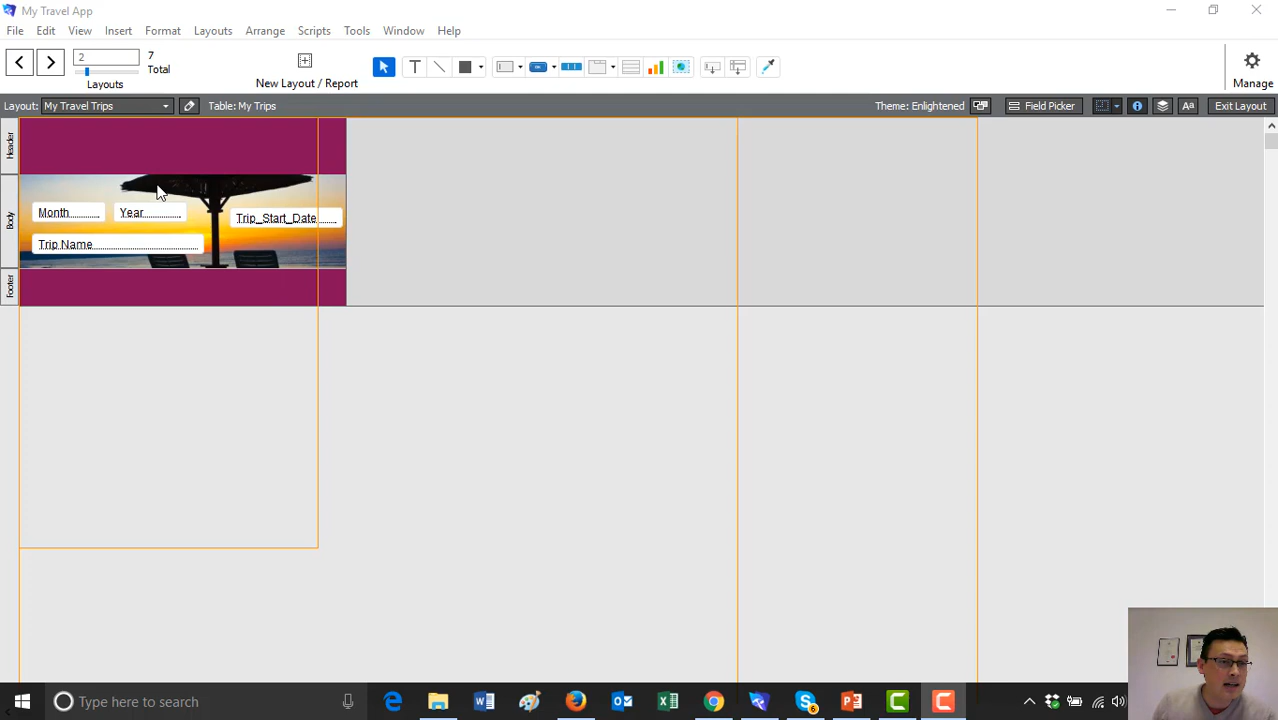 My Travel App
File Edit View Insert Format Layouts Arrange Scripts Tools Window Help
2
7
Total
Layouts
New Layout / Report
T
Manage
Layout: My Travel Trips Table: My Trips Theme: Enlightened Field Picker Aa Exit Layout
Header
Body
Footer
Month Year Trip_Start_Date
Trip Name
Type here to search
6